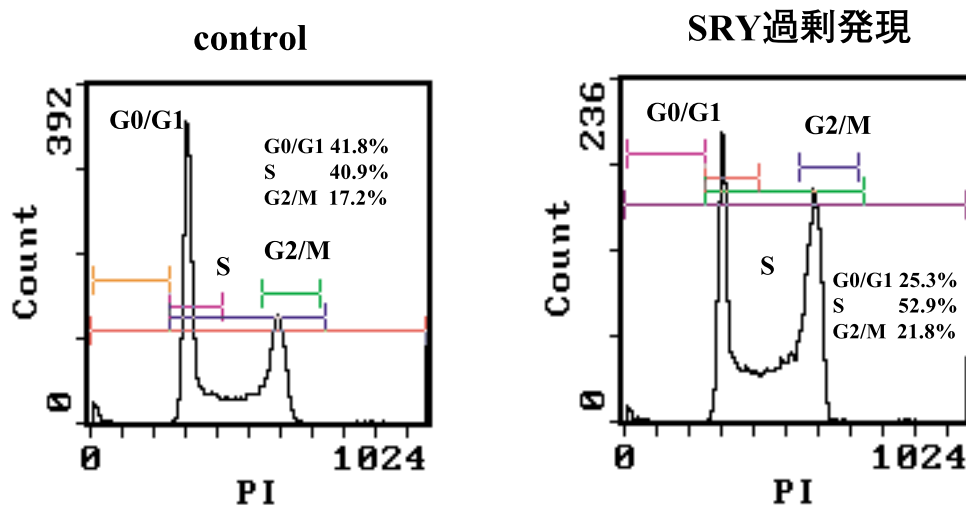 control
392
G0/G1
G0/G1 41.8%
S 40.9%
G2/M 17.2%
G2/M
S
Count
0
0 1024
PI
SRY過剰発現
236
G0/G1
G2/M
S
G0/G1 25.3%
S 52.9%
G2/M 21.8%
Count
0
0 1024
PI